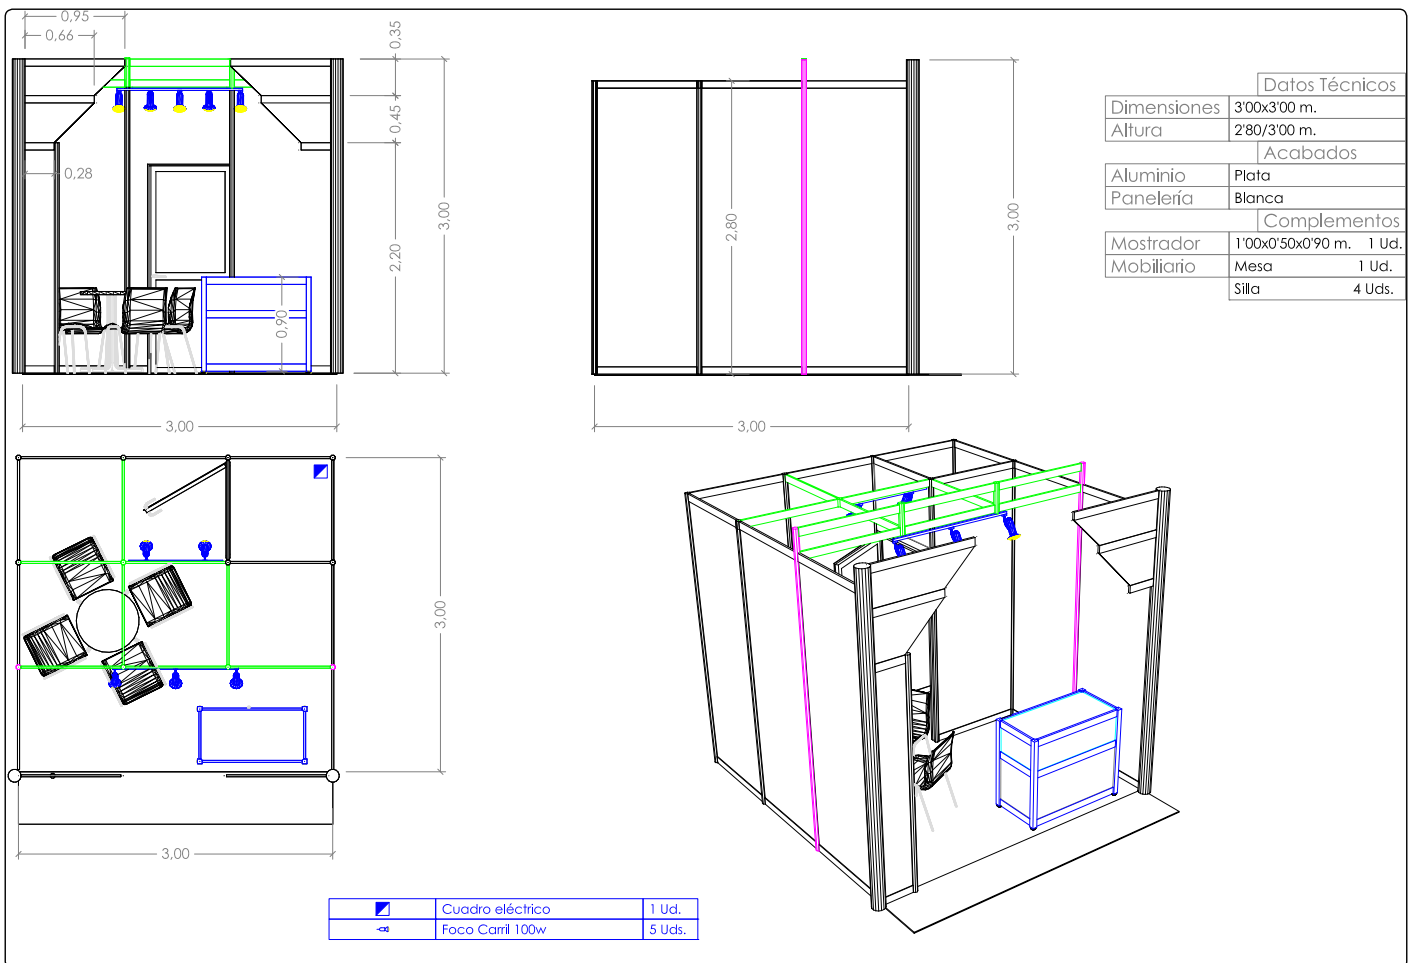 0,95
0,66
0,35
0,45
0,28
3,00
2,20
0,90
3,00
2,80
3,00
3,00
Datos Técnicos
Dimensiones 3'00x3'00 m.
Altura 2'80/3'00 m.
Acabados
Aluminio Plata
Panelería Blanca
Complementos
Mostrador 1'00x0'50x0'90 m. 1 Ud.
Mobiliario Mesa 1 Ud.
Silla 4 Uds.
3,00
3,00
Cuadro eléctrico 1 Ud.
Foco Carril 100w 5 Uds.